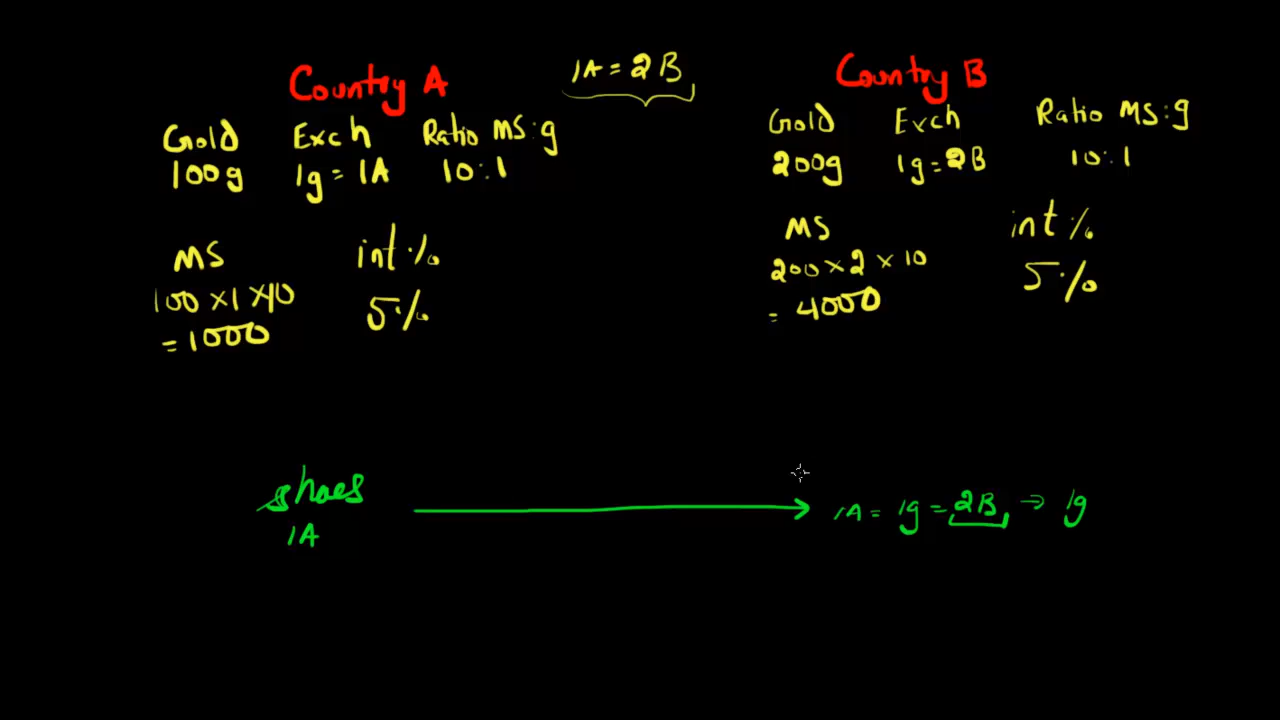 Country A
1A = 2B
Country B
Gold Exch Ratio MS:g
100g 1g = 1A 10:1
MS int %
100 x 1 x 10 5%
= 1000
Gold Exch Ratio MS:g
200g 1g = 2B 10:1
MS int %
200 x 2 x 10 5%
= 4000
shoes
1A
1A = 1g = 2B → 1g